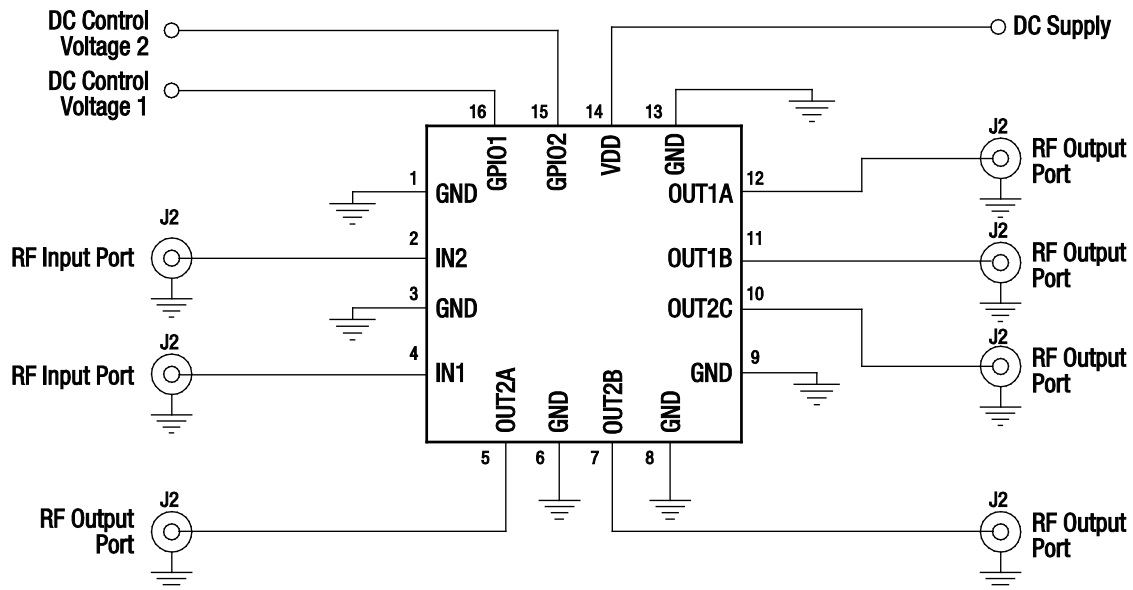 DC Control
Voltage 2
DC Supply
DC Control
Voltage 1
16
15
14
13
GPIO1
GPIO2
VDD
GND
J2
RF Output
Port
1
GND
OUT1A
12
J2
RF Input Port
2
IN2
OUT1B
11
J2
RF Output
Port
3
GND
OUT2C
10
J2
RF Input Port
4
IN1
GND
9
J2
RF Output
Port
OUT2A
GND
OUT2B
GND
5
6
7
8
J2
RF Output
Port
J2
RF Output
Port